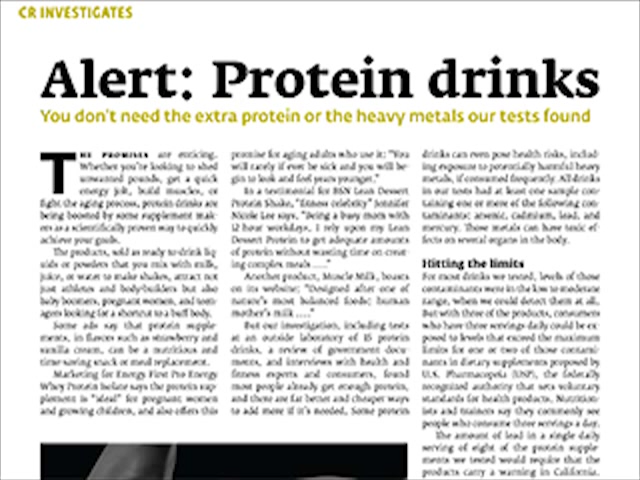 CR INVESTIGATES
Alert: Protein drinks
You don't need the extra protein or the heavy metals our tests found
THE PROMISES are enticing.
Whether you're looking to shed
unwanted pounds, get a quick
energy jolt, build muscles, or
fight the aging process, protein drinks are
being boosted by some supplement mak-
ers as a scientifically proven way to quickly
achieve your goals.
The products, sold as ready-to-drink liq-
uids or powders that you mix with milk,
juice, or water to make shakes, attract not
just athletes and bodybuilders but also
baby boomers, pregnant women, and teen-
agers looking for a shortcut to a buff body.
Some ads say that protein supple-
ments, in flavors such as strawberry and
vanilla cream, can be a nutritious and
time-saving snack or meal replacement.
Marketing for Energy First Pro Energy
Whey Protein Isolate says the protein sup-
plement is "ideal" for pregnant women
and growing children, and also offers this
promise for aging adults who use it: "You
will rarely if ever be sick and you will be-
gin to look and feel years younger."
In a testimonial for BSN Lean Dessert
Protein Shake, "fitness celebrity" Jennifer
Nicole Lee says, "Being a busy mom with
12 hour workdays, I rely upon my Lean
Dessert Protein to get adequate amounts
of protein without wasting time on creat-
ing complex meals ...."
Another product, Muscle Milk, boasts
on its website: "Designed after one of
nature's most balanced foods: human
mother's milk ...."
But our investigation, including tests
at an outside laboratory of 15 protein
drinks, a review of government docu-
ments, and interviews with health and
fitness experts and consumers, found
most people already get enough protein,
and there are far better and cheaper ways
to add more if it's needed. Some protein
drinks can even pose health risks, includ-
ing exposure to potentially harmful heavy
metals, if consumed frequently. All drinks
in our tests had at least one sample con-
taining one or more of the following con-
taminants: arsenic, cadmium, lead, and
mercury. Those metals can have toxic ef-
fects on several organs in the body.
Hitting the limits
For most drinks we tested, levels of those
contaminants were in the low to moderate
range, when we could detect them at all.
But with three of the products, consumers
who have three servings daily could be ex-
posed to levels that exceed the maximum
limits for one or two of those contami-
nants in dietary supplements proposed by
U.S. Pharmacopeia (USP), the federally
recognized authority that sets voluntary
standards for health products. Nutrition-
ists and trainers say they commonly see
people who consume three servings a day.
The amount of lead in a single daily
serving of eight of the protein supple-
ments we tested would require that the
products carry a warning in California.